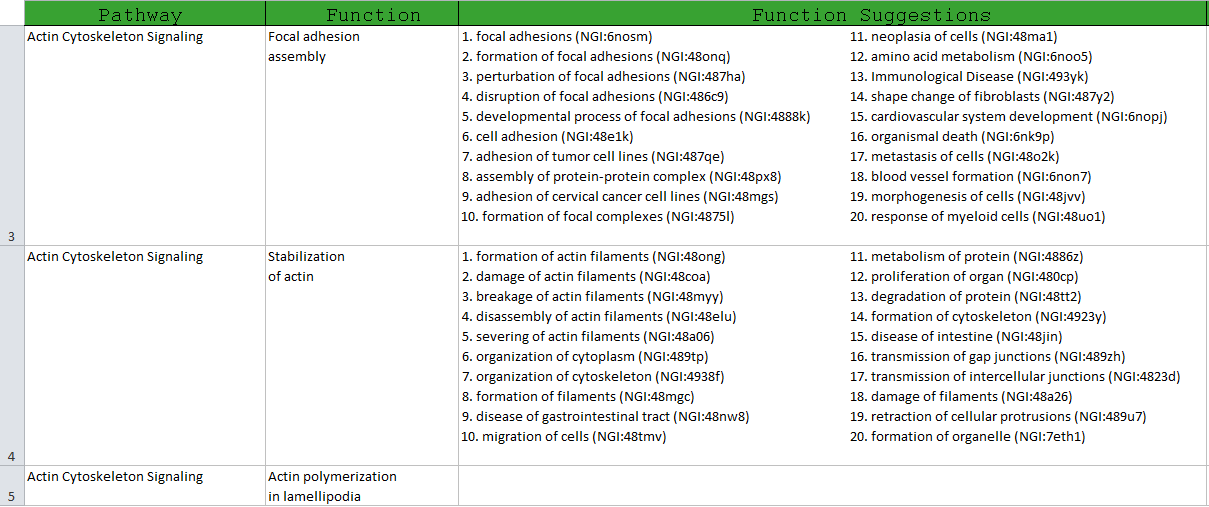 Pathway Function Function Suggestions
3
Actin Cytoskeleton Signaling
Focal adhesion
assembly
1. focal adhesions (NGI:6nosm)
2. formation of focal adhesions (NGI:48onq)
3. perturbation of focal adhesions (NGI:487ha)
4. disruption of focal adhesions (NGI:486c9)
5. developmental process of focal adhesions (NGI:4888k)
6. cell adhesion (NGI:48e1k)
7. adhesion of tumor cell lines (NGI:487qe)
8. assembly of protein-protein complex (NGI:48px8)
9. adhesion of cervical cancer cell lines (NGI:48mgs)
10. formation of focal complexes (NGI:4875l)
11. neoplasia of cells (NGI:48ma1)
12. amino acid metabolism (NGI:6noo5)
13. Immunological Disease (NGI:493yk)
14. shape change of fibroblasts (NGI:487y2)
15. cardiovascular system development (NGI:6nopj)
16. organismal death (NGI:6nk9p)
17. metastasis of cells (NGI:48o2k)
18. blood vessel formation (NGI:6non7)
19. morphogenesis of cells (NGI:48jvv)
20. response of myeloid cells (NGI:48uo1)
4
Actin Cytoskeleton Signaling
Stabilization
of actin
1. formation of actin filaments (NGI:48ong)
2. damage of actin filaments (NGI:48coa)
3. breakage of actin filaments (NGI:48myy)
4. disassembly of actin filaments (NGI:48elu)
5. severing of actin filaments (NGI:48a06)
6. organization of cytoplasm (NGI:489tp)
7. organization of cytoskeleton (NGI:4938f)
8. formation of filaments (NGI:48mgc)
9. disease of gastrointestinal tract (NGI:48nw8)
10. migration of cells (NGI:48tmv)
11. metabolism of protein (NGI:4886z)
12. proliferation of organ (NGI:480cp)
13. degradation of protein (NGI:48tt2)
14. formation of cytoskeleton (NGI:4923y)
15. disease of intestine (NGI:48jin)
16. transmission of gap junctions (NGI:489zh)
17. transmission of intercellular junctions (NGI:4823d)
18. damage of filaments (NGI:48a26)
19. retraction of cellular protrusions (NGI:489u7)
20. formation of organelle (NGI:7eth1)
5
Actin Cytoskeleton Signaling
Actin polymerization
in lamellipodia